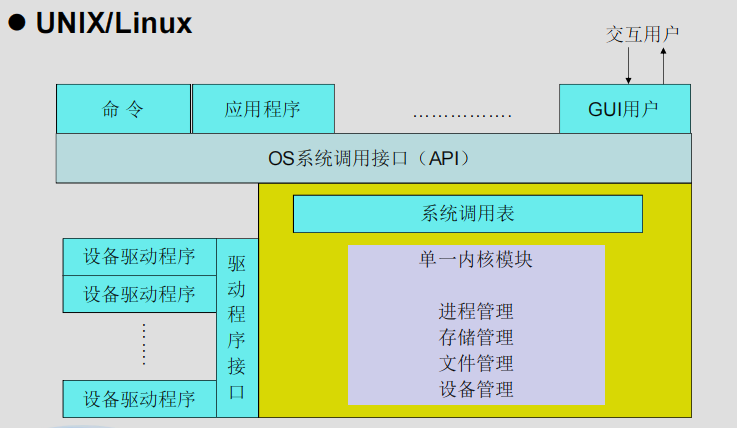 ● UNIX/Linux
交互用户
命 令
应用程序
…………….
GUI用户
OS系统调用接口（API）
系统调用表
设备驱动程序
设备驱动程序
……
设备驱动程序
驱动程序接口
单一内核模块
进程管理
存储管理
文件管理
设备管理